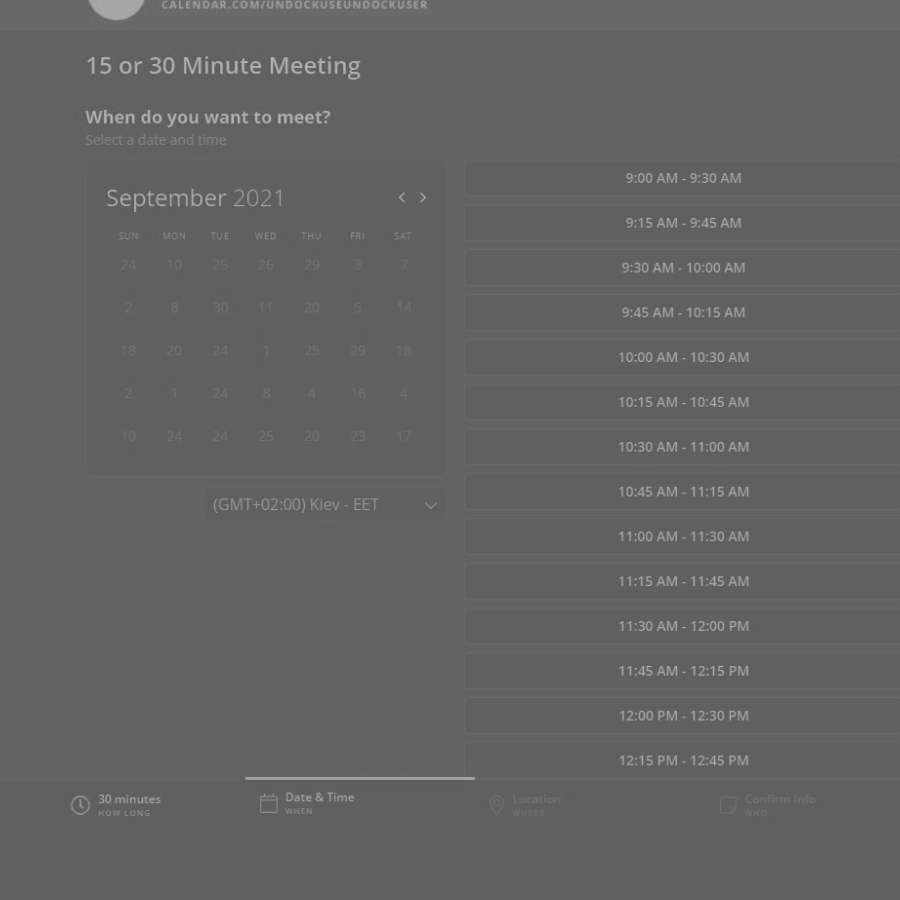 CALENDAR.COM/UNDOCKUSEUNDOCKUSER
15 or 30 Minute Meeting
When do you want to meet?
Select a date and time
September 2021
SUN MON TUE WED THU FRI SAT
24 10 25 26 29 3 7
2 8 30 11 20 5 14
18 20 24 1 25 29 18
2 1 24 8 4 16 4
10 24 24 25 20 23 17
(GMT+02:00) Kiev - EET
9:00 AM - 9:30 AM
9:15 AM - 9:45 AM
9:30 AM - 10:00 AM
9:45 AM - 10:15 AM
10:00 AM - 10:30 AM
10:15 AM - 10:45 AM
10:30 AM - 11:00 AM
10:45 AM - 11:15 AM
11:00 AM - 11:30 AM
11:15 AM - 11:45 AM
11:30 AM - 12:00 PM
11:45 AM - 12:15 PM
12:00 PM - 12:30 PM
12:15 PM - 12:45 PM
30 minutes
HOW LONG
Date & Time
WHEN
Location
WHERE
Confirm Info
WHO